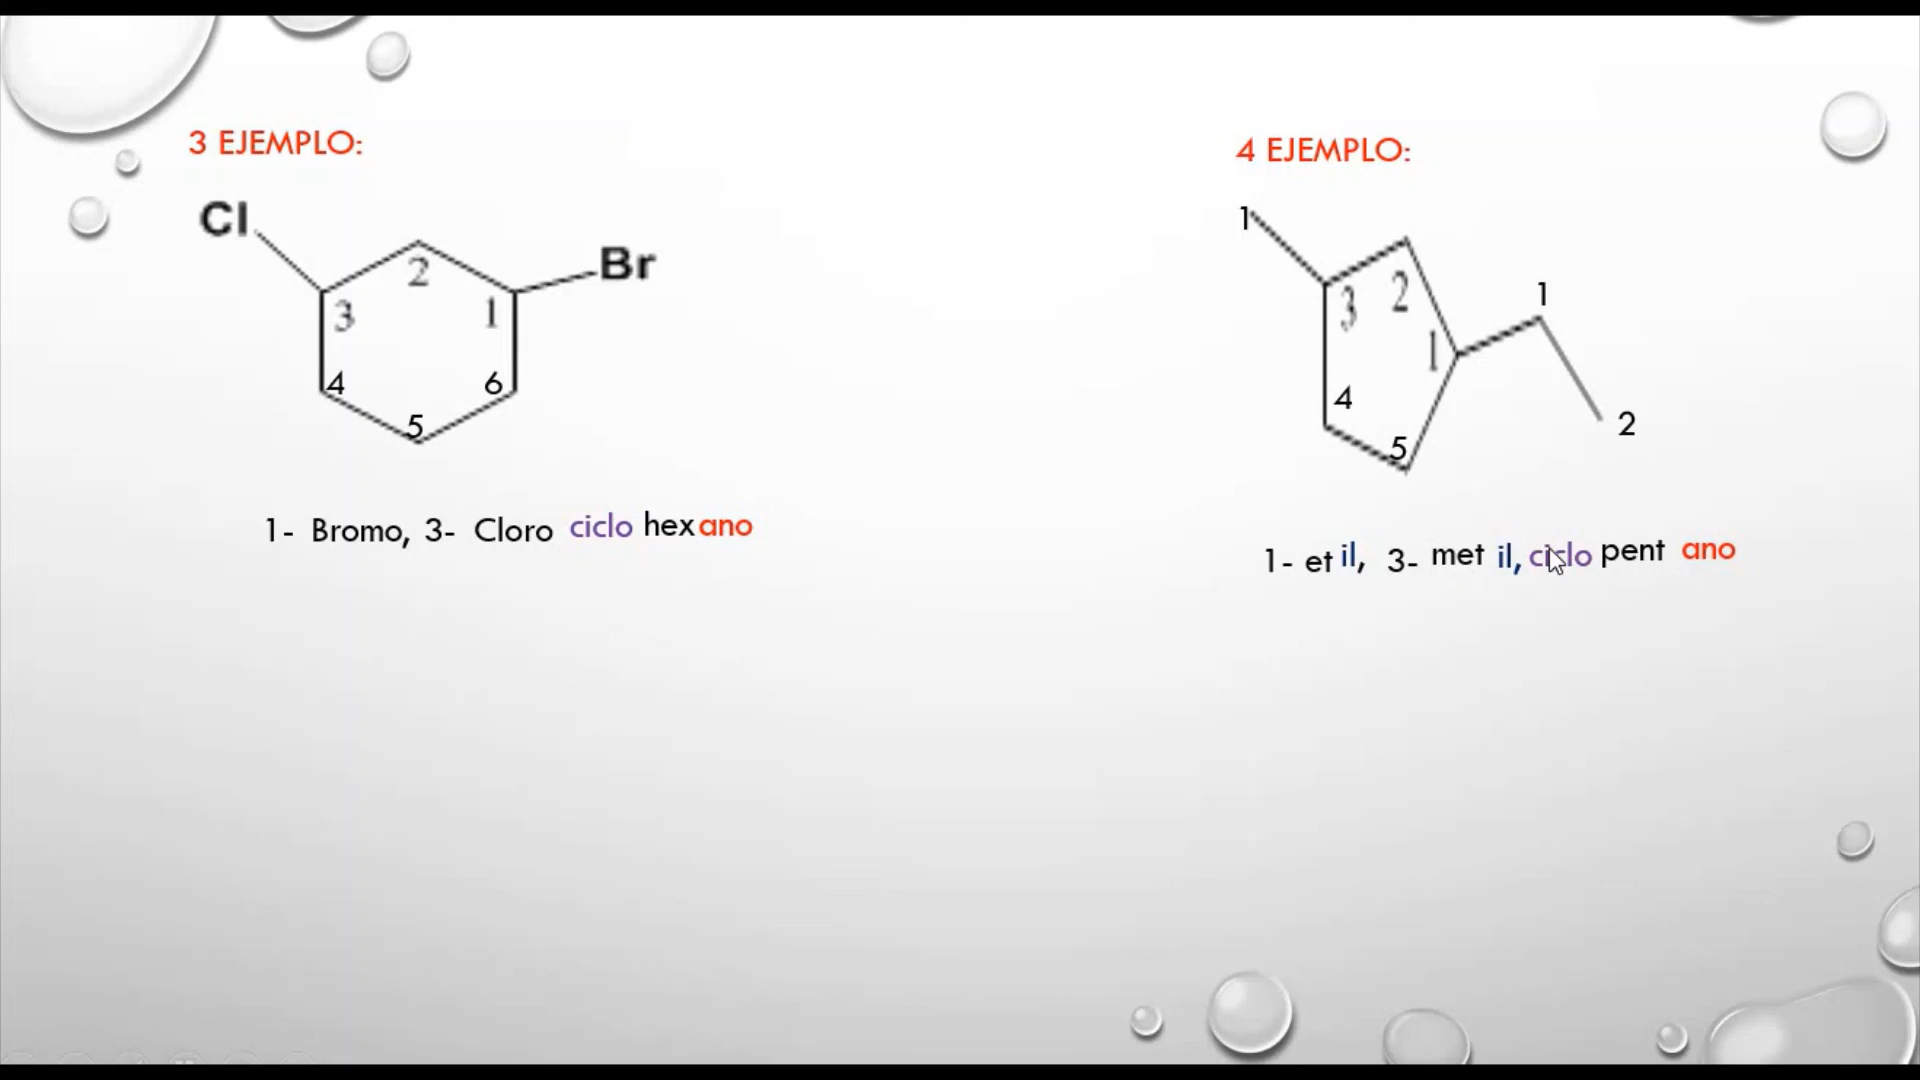 3 EJEMPLO:
Cl
Br
2
3
1
4
6
5
1- Bromo, 3- Cloro ciclo hexano
4 EJEMPLO:
1
1
2
3
1
4
2
5
1- et il, 3- met il, ciclo pent ano